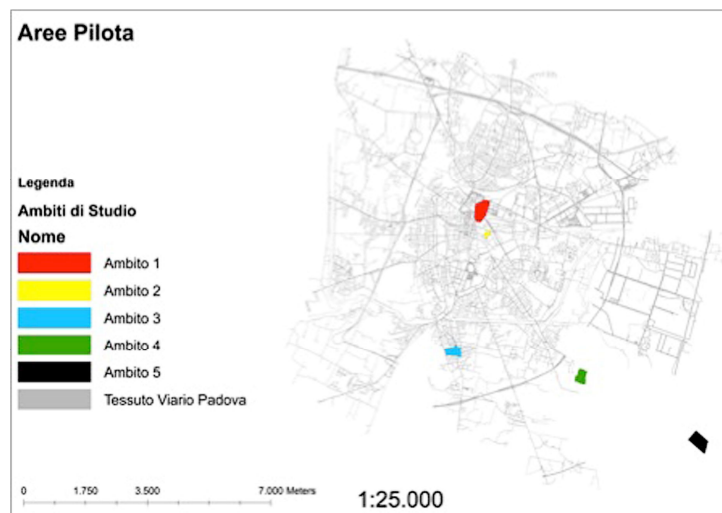 Aree Pilota
Legenda
Ambiti di Studio
Nome
Ambito 1
Ambito 2
Ambito 3
Ambito 4
Ambito 5
Tessuto Viario Padova
0 1.750 3.500 7.000 Meters
1:25.000